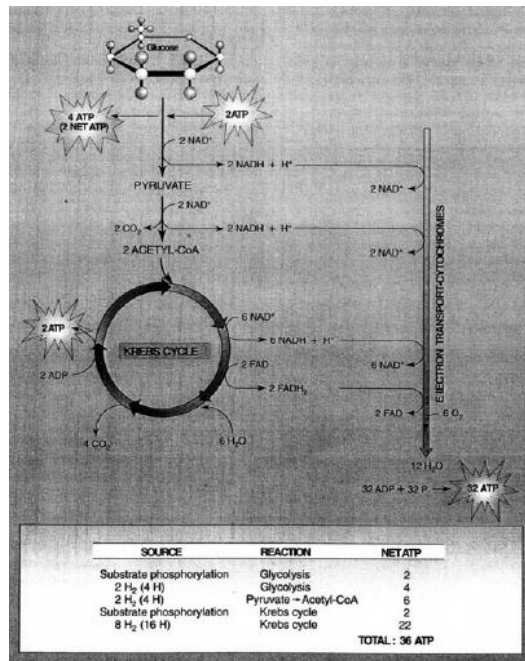 Glucose
4 ATP
(2 NET ATP)
2ATP
2 NAD⁺
2 NADH + H⁺
2 NAD⁺
PYRUVATE
2 NAD⁺
2 CO₂
2 NADH + H⁺
2 NAD⁺
2 ACETYL-CoA
2 ATP
6 NAD⁺
KREBS CYCLE
6 NADH + H⁺
6 NAD⁺
2 ADP
2 FAD
2 FADH₂
2 FAD
6 O₂
4 CO₂
6 H₂O
ELECTRON TRANSPORT-CYTOCHROMES
12 H₂O
32 ADP + 32 P
32 ATP
SOURCE REACTION NET ATP
Substrate phosphorylation Glycolysis 2
2 H₂ (4 H) Glycolysis 4
2 H₂ (4 H) Pyruvate → Acetyl-CoA 6
Substrate phosphorylation Krebs cycle 2
8 H₂ (16 H) Krebs cycle 22
TOTAL : 36 ATP